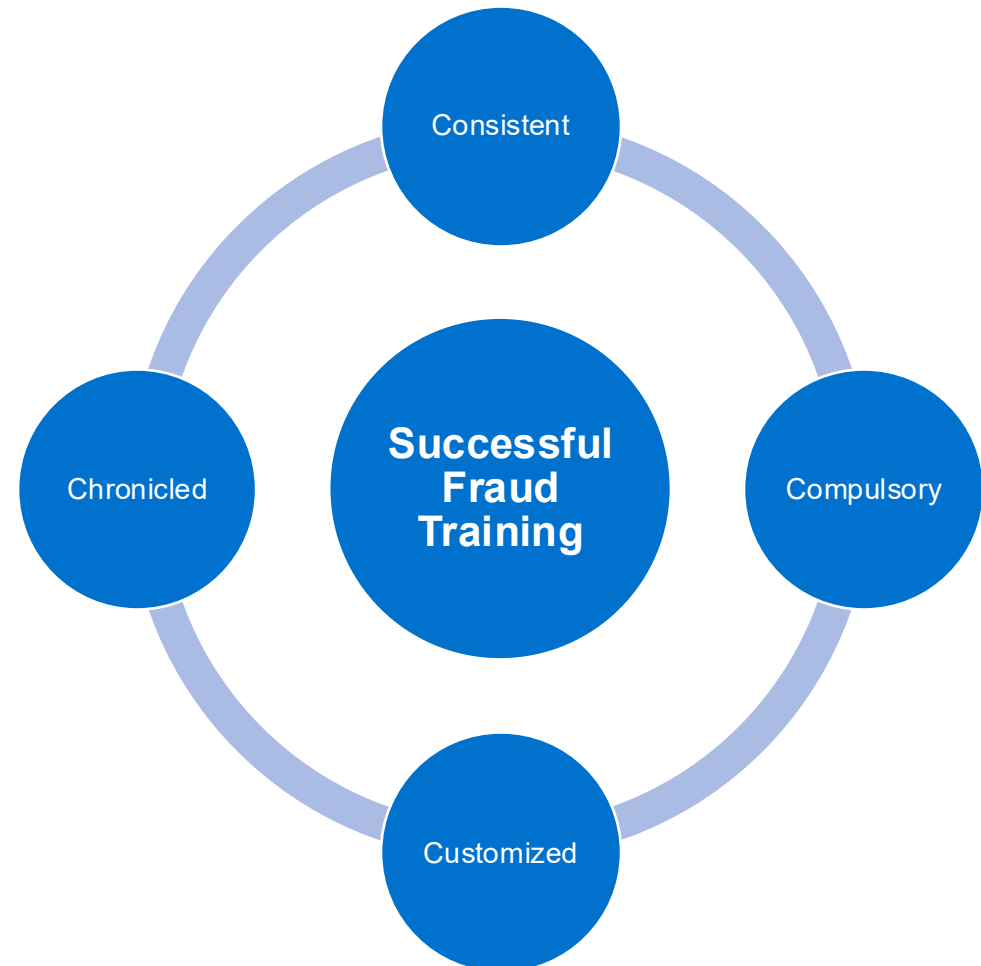 Consistent
Chronicled
Successful
Fraud
Training
Compulsory
Customized